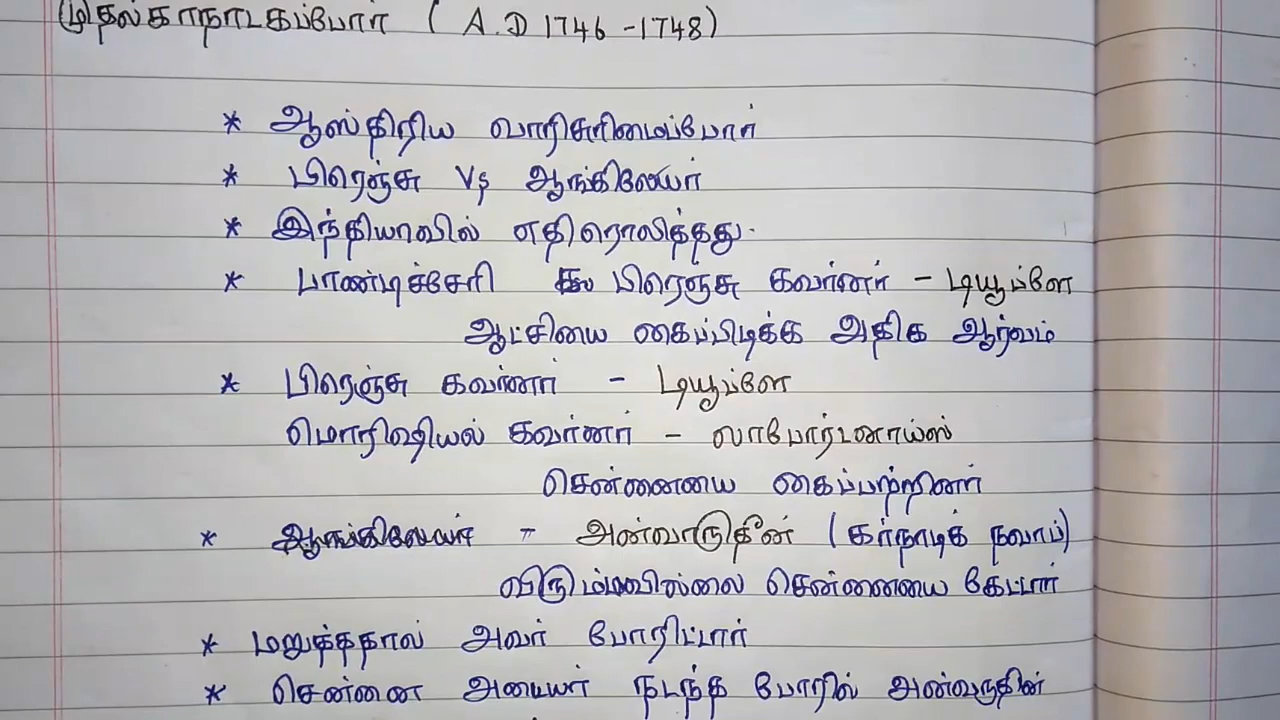 முதல்காநாடகப்போர் ( A.D 1746 -1748)
* ஆஸ்திரிய வாரிசுரிமைப்போர்
* பிரெஞ்சு Vs ஆங்கிலேயர்
* இந்தியாவில் எதிரொலித்தது.
* பாண்டிச்சேரி பிரெஞ்சு கவர்னர் - டியூப்ளே
ஆட்சியை கைப்பிடிக்க அதிக ஆர்வம்
* பிரெஞ்சு கவர்னர் - டியூப்ளே
மொரிஷியஸ் கவர்னர் - லாபோர்டனாய்ஸ்
சென்னையை கைப்பற்றினர்
* ஆங்கிலேயர் - அன்வாருதீன் (கர்நாடிக் நவாப்)
விரும்பவில்லை சென்னையை கேட்டார்
* மறுத்ததால் அவர் போரிட்டார்
* சென்னை அடையார் நடந்த போரில் அன்வருதின்